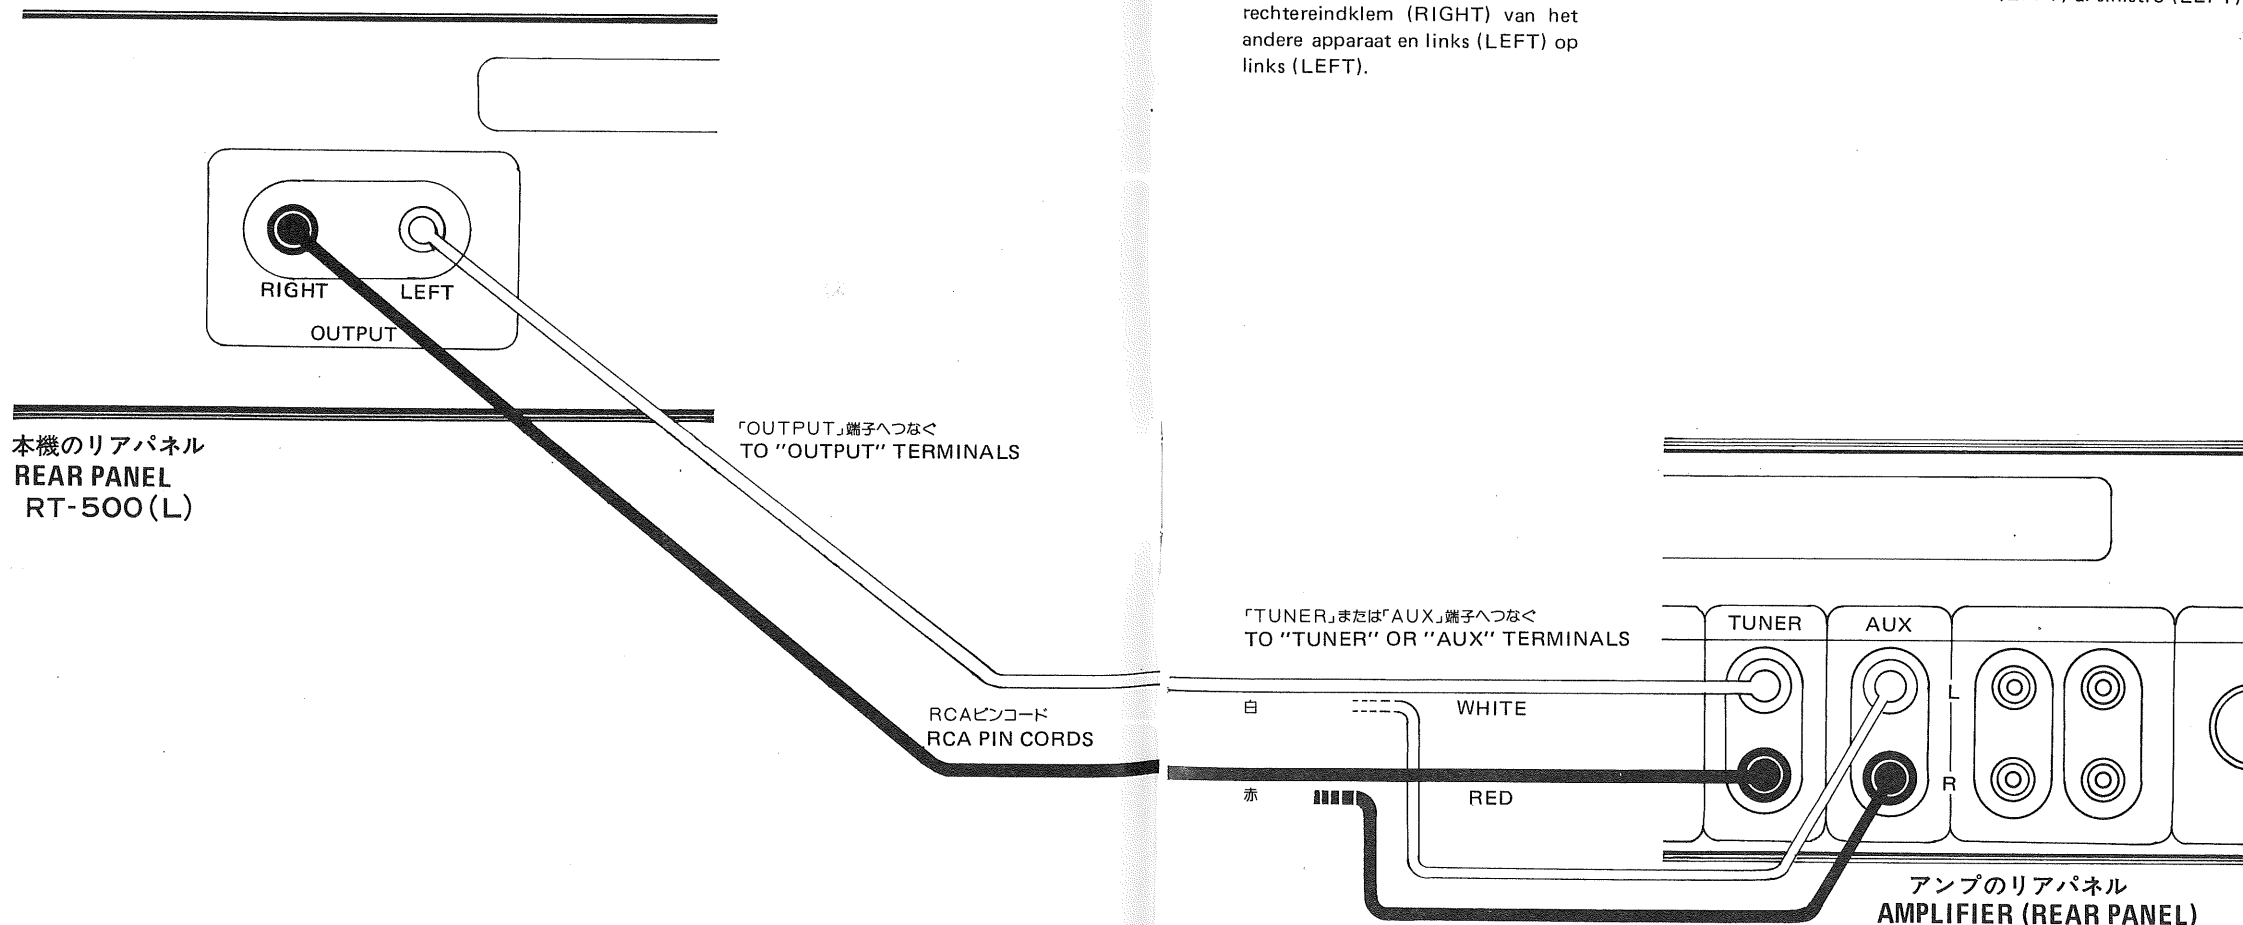 rechtereindklem (RIGHT) van het
andere apparaat en links (LEFT) op
links (LEFT).
RIGHT LEFT
OUTPUT
本機のリアパネル
REAR PANEL
RT-500(L)
「OUTPUT」端子へつなぐ
TO "OUTPUT" TERMINALS
RCAピンコード
RCA PIN CORDS
「TUNER」または「AUX」端子へつなぐ
TO "TUNER" OR "AUX" TERMINALS
白 WHITE
赤 RED
TUNER AUX
L
R
アンプのリアパネル
AMPLIFIER (REAR PANEL)